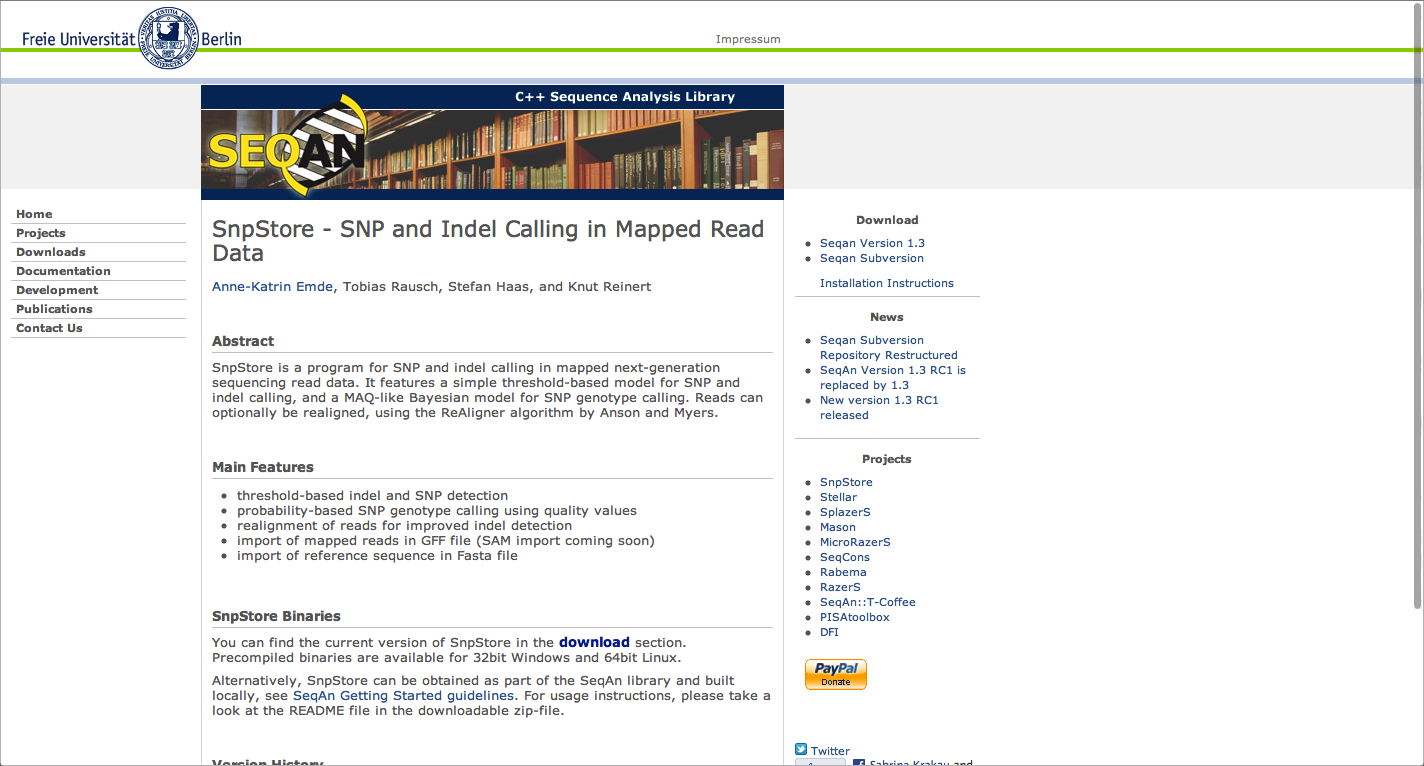 Freie Universität Berlin
Impressum
C++ Sequence Analysis Library
SEQAN
Home
Projects
Downloads
Documentation
Development
Publications
Contact Us
SnpStore - SNP and Indel Calling in Mapped Read
Data
Anne-Katrin Emde, Tobias Rausch, Stefan Haas, and Knut Reinert
Abstract
SnpStore is a program for SNP and indel calling in mapped next-generation
sequencing read data. It features a simple threshold-based model for SNP and
indel calling, and a MAQ-like Bayesian model for SNP genotype calling. Reads can
optionally be realigned, using the ReAligner algorithm by Anson and Myers.
Main Features
threshold-based indel and SNP detection
probability-based SNP genotype calling using quality values
realignment of reads for improved indel detection
import of mapped reads in GFF file (SAM import coming soon)
import of reference sequence in Fasta file
SnpStore Binaries
You can find the current version of SnpStore in the download section.
Precompiled binaries are available for 32bit Windows and 64bit Linux.
Alternatively, SnpStore can be obtained as part of the SeqAn library and built
locally, see SeqAn Getting Started guidelines. For usage instructions, please take a
look at the README file in the downloadable zip-file.
Version History
Download
Seqan Version 1.3
Seqan Subversion
Installation Instructions
News
Seqan Subversion
Repository Restructured
SeqAn Version 1.3 RC1 is
replaced by 1.3
New version 1.3 RC1
released
Projects
SnpStore
Stellar
SplazerS
Mason
MicroRazerS
SeqCons
Rabema
RazerS
SeqAn::T-Coffee
PISAtoolbox
DFI
PayPal
Donate
Twitter
Sabrina Krakau and